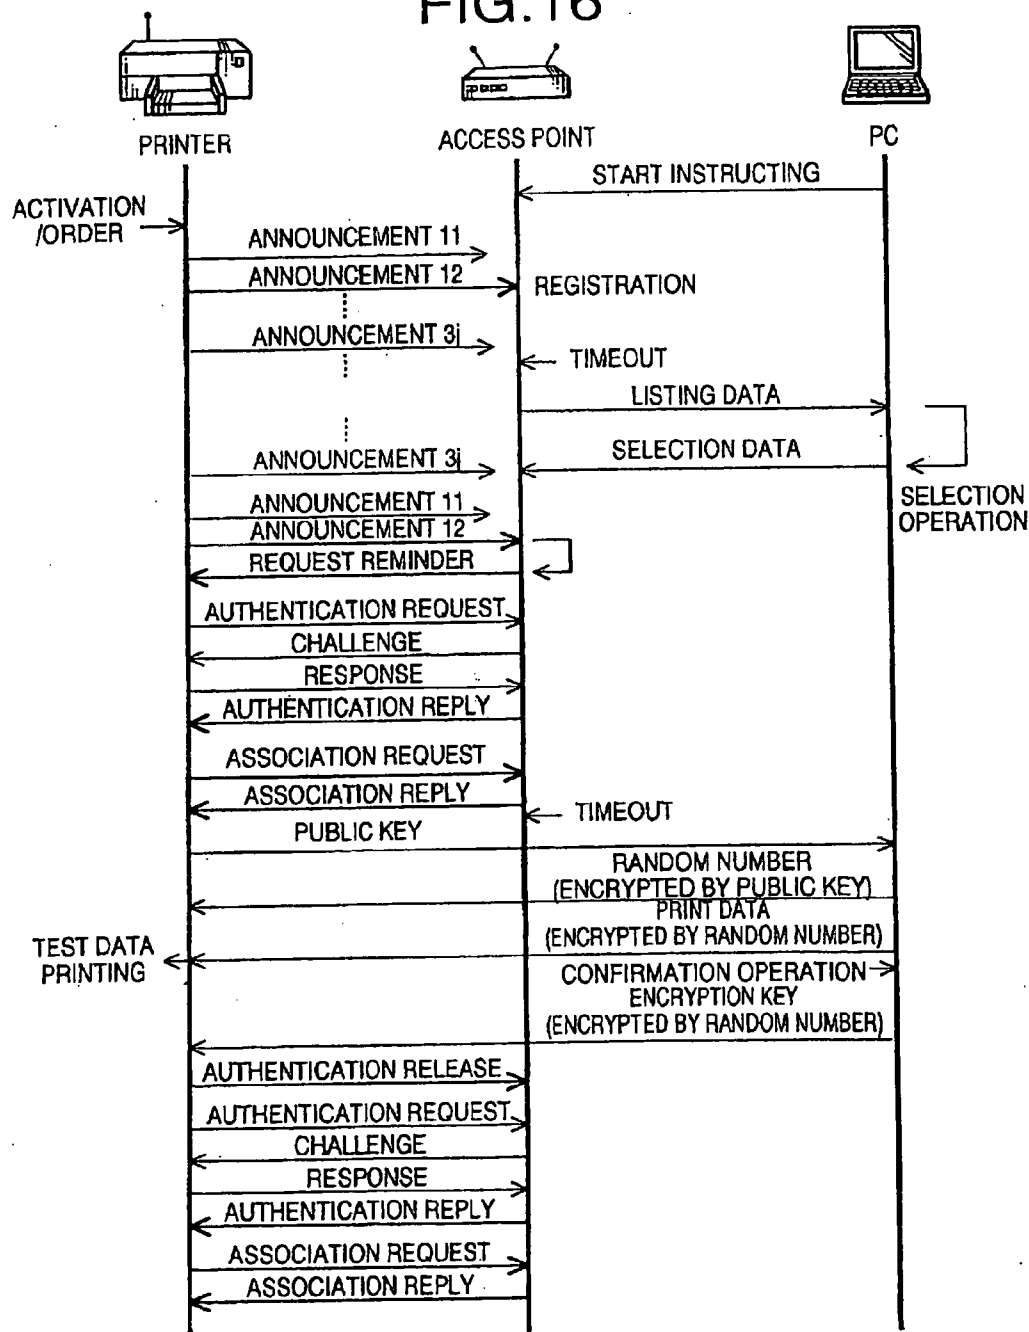 FIG.16
PRINTER
ACCESS POINT
PC
START INSTRUCTING
ACTIVATION
/ORDER
ANNOUNCEMENT 11
ANNOUNCEMENT 12
REGISTRATION
ANNOUNCEMENT 3j
TIMEOUT
LISTING DATA
SELECTION DATA
ANNOUNCEMENT 3j
SELECTION
OPERATION
ANNOUNCEMENT 11
ANNOUNCEMENT 12
REQUEST REMINDER
AUTHENTICATION REQUEST
CHALLENGE
RESPONSE
AUTHENTICATION REPLY
ASSOCIATION REQUEST
ASSOCIATION REPLY
TIMEOUT
PUBLIC KEY
RANDOM NUMBER
(ENCRYPTED BY PUBLIC KEY)
PRINT DATA
(ENCRYPTED BY RANDOM NUMBER)
TEST DATA
PRINTING
CONFIRMATION OPERATION
ENCRYPTION KEY
(ENCRYPTED BY RANDOM NUMBER)
AUTHENTICATION RELEASE
AUTHENTICATION REQUEST
CHALLENGE
RESPONSE
AUTHENTICATION REPLY
ASSOCIATION REQUEST
ASSOCIATION REPLY